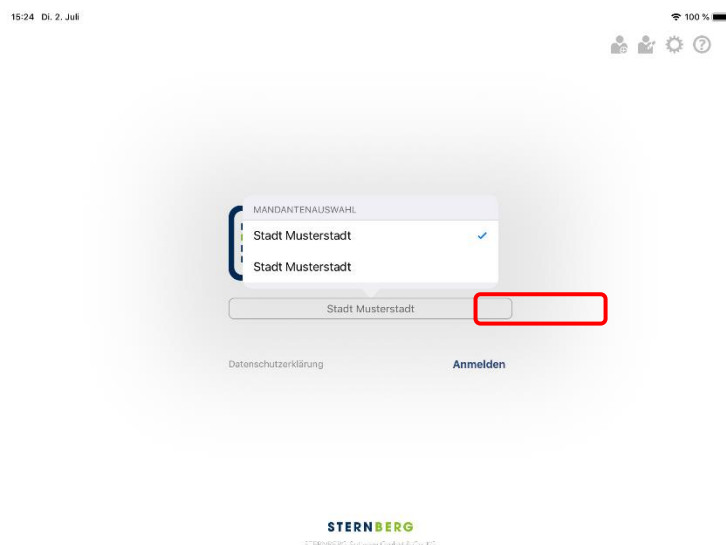 15:24 Di. 2. Juli
100 %
MANDANTENAUSWAHL
Stadt Musterstadt
Stadt Musterstadt
Stadt Musterstadt
Datenschutzerklärung
Anmelden
STERNBERG